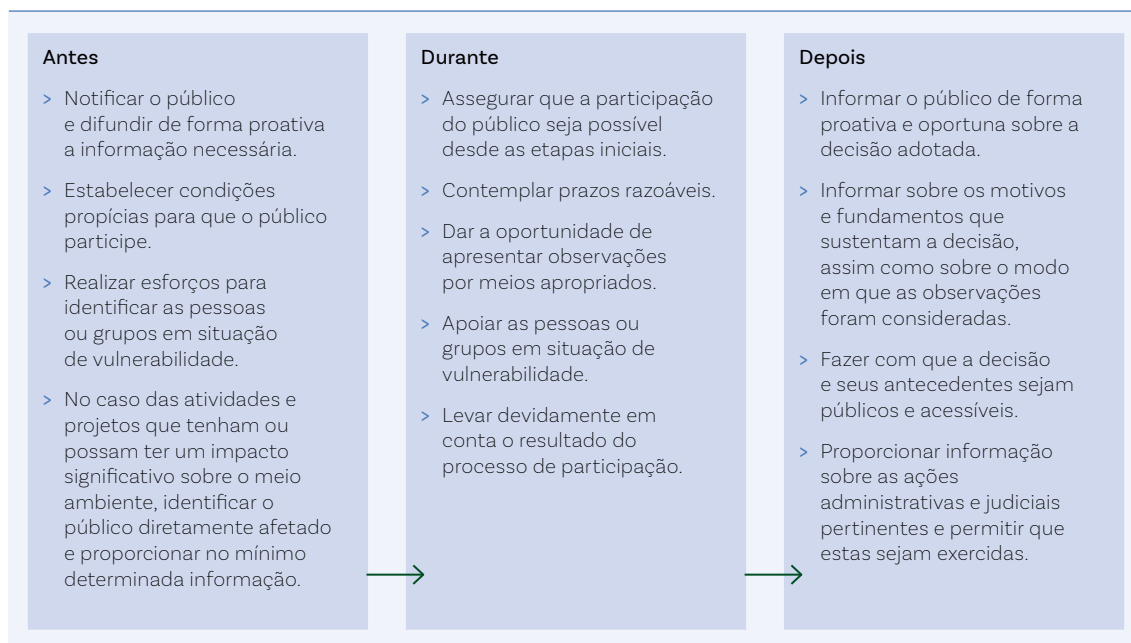 Antes
> Notificar o público
e difundir de forma proativa
a informação necessária.
> Estabelecer condições
propícias para que o público
participe.
> Realizar esforços para
identificar as pessoas
ou grupos em situação
de vulnerabilidade.
> No caso das atividades e
projetos que tenham ou
possam ter um impacto
significativo sobre o meio
ambiente, identificar o
público diretamente afetado
e proporcionar no mínimo
determinada informação.
Durante
> Assegurar que a participação
do público seja possível
desde as etapas iniciais.
> Contemplar prazos razoáveis.
> Dar a oportunidade de
apresentar observações
por meios apropriados.
> Apoiar as pessoas ou
grupos em situação de
vulnerabilidade.
> Levar devidamente em
conta o resultado do
processo de participação.
Depois
> Informar o público de forma
proativa e oportuna sobre a
decisão adotada.
> Informar sobre os motivos
e fundamentos que
sustentam a decisão,
assim como sobre o modo
em que as observações
foram consideradas.
> Fazer com que a decisão
e seus antecedentes sejam
públicos e acessíveis.
> Proporcionar informação
sobre as ações
administrativas e judiciais
pertinentes e permitir que
estas sejam exercidas.